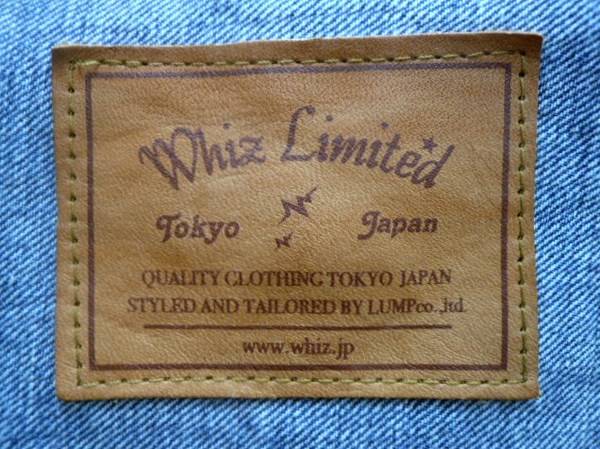 Whiz Limited
Tokyo Japan
QUALITY CLOTHING TOKYO JAPAN
STYLED AND TAILORED BY LUMPco.,ltd.
www.whiz.jp